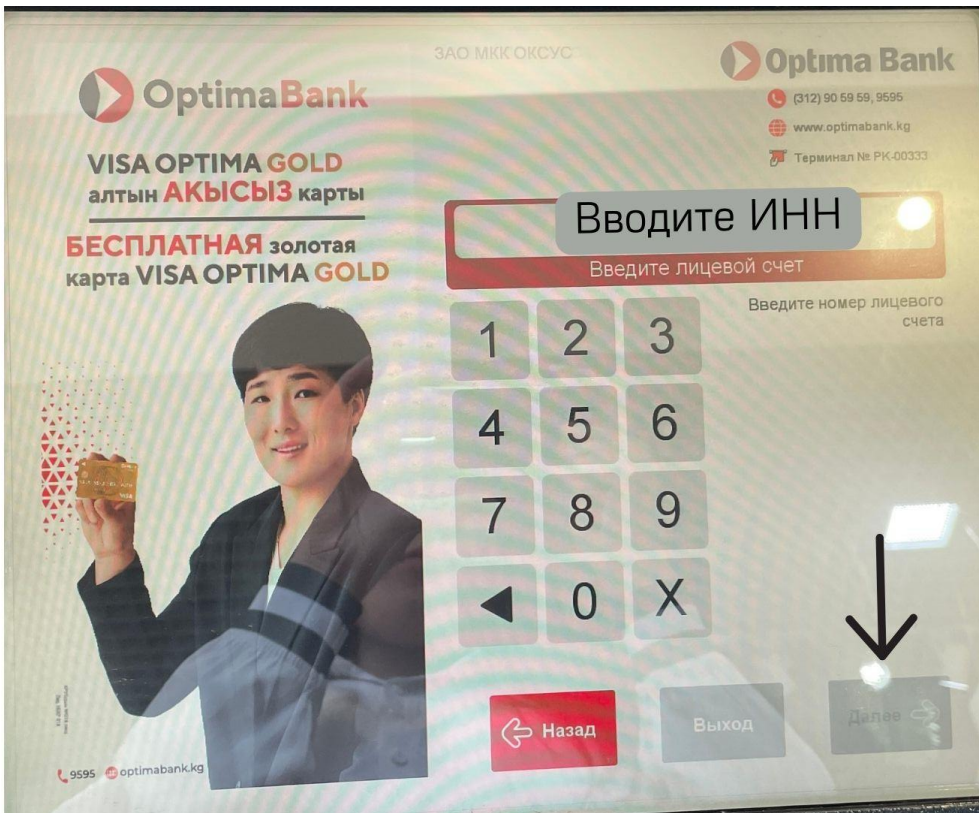 ЗАО МКК ОКСУС
OptimaBank
VISA OPTIMA GOLD
алтын АКЫСЫЗ карты
БЕСПЛАТНАЯ золотая
карта VISA OPTIMA GOLD
9595 optimabank.kg
Optima Bank
(312) 90 59 59, 9595
www.optimabank.kg
Терминал № PK-00333
Вводите ИНН
Введите лицевой счет
Введите номер лицевого
счета
1 2 3
4 5 6
7 8 9
0 X
Назад Выход Далее